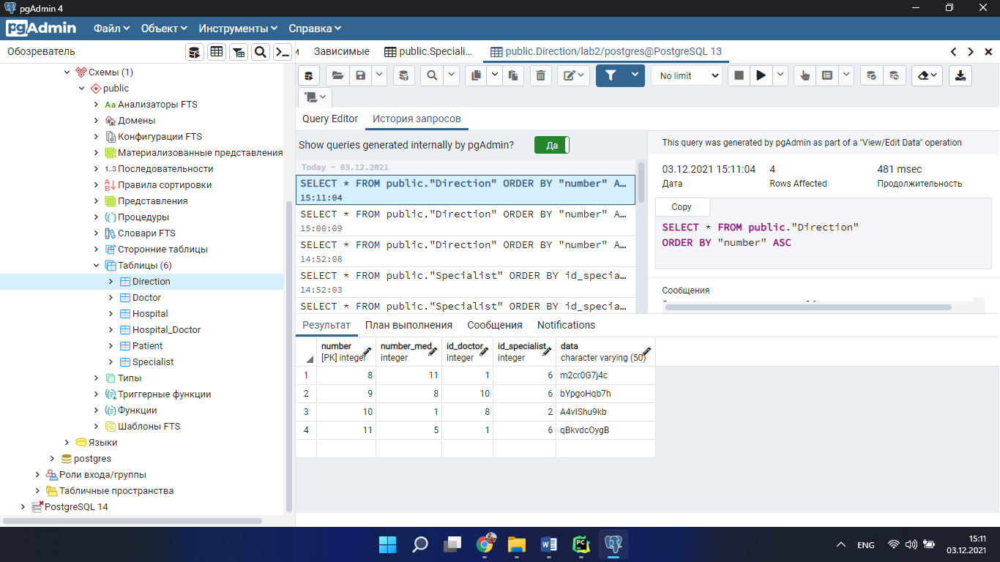 pgAdmin 4
pgAdmin Файл Объект Инструменты Справка
Обозреватель
и Зависимые public.Speciali... public.Direction/lab2/postgres@PostgreSQL 13
No limit
Схемы (1)
public
Анализаторы FTS
Домены
Конфигурации FTS
Материализованные представления
1..3 Последовательности
Правила сортировки
Представления
Процедуры
Словари FTS
Сторонние таблицы
Таблицы (6)
Direction
Doctor
Hospital
Hospital_Doctor
Patient
Specialist
Типы
Триггерные функции
Функции
Шаблоны FTS
Языки
postgres
Роли входа/группы
Табличные пространства
PostgreSQL 14
Query Editor История запросов
Show queries generated internally by pgAdmin? Да
Today - 03.12.2021
SELECT * FROM public."Direction" ORDER BY "number" A…
15:11:04
SELECT * FROM public."Direction" ORDER BY "number" A…
15:00:09
SELECT * FROM public."Direction" ORDER BY "number" A…
14:52:08
SELECT * FROM public."Specialist" ORDER BY id_specia…
14:52:03
SELECT * FROM public."Specialist" ORDER BY id_specia…
This query was generated by pgAdmin as part of a "View/Edit Data" operation
03.12.2021 15:11:04 4 481 msec
Дата Rows Affected Продолжительность
Copy
SELECT * FROM public."Direction"
ORDER BY "number" ASC
Сообщения
Результат План выполнения Сообщения Notifications
number number_med id_doctor id_specialist data
[PK] integer integer integer integer character varying (50)
1 8 11 1 6 m2cr0G7j4c
2 9 8 10 6 bYpgoHqb7h
3 10 1 8 2 A4vIShu9kb
4 11 5 1 6 qBkvdcOygB
ENG
15:11
03.12.2021